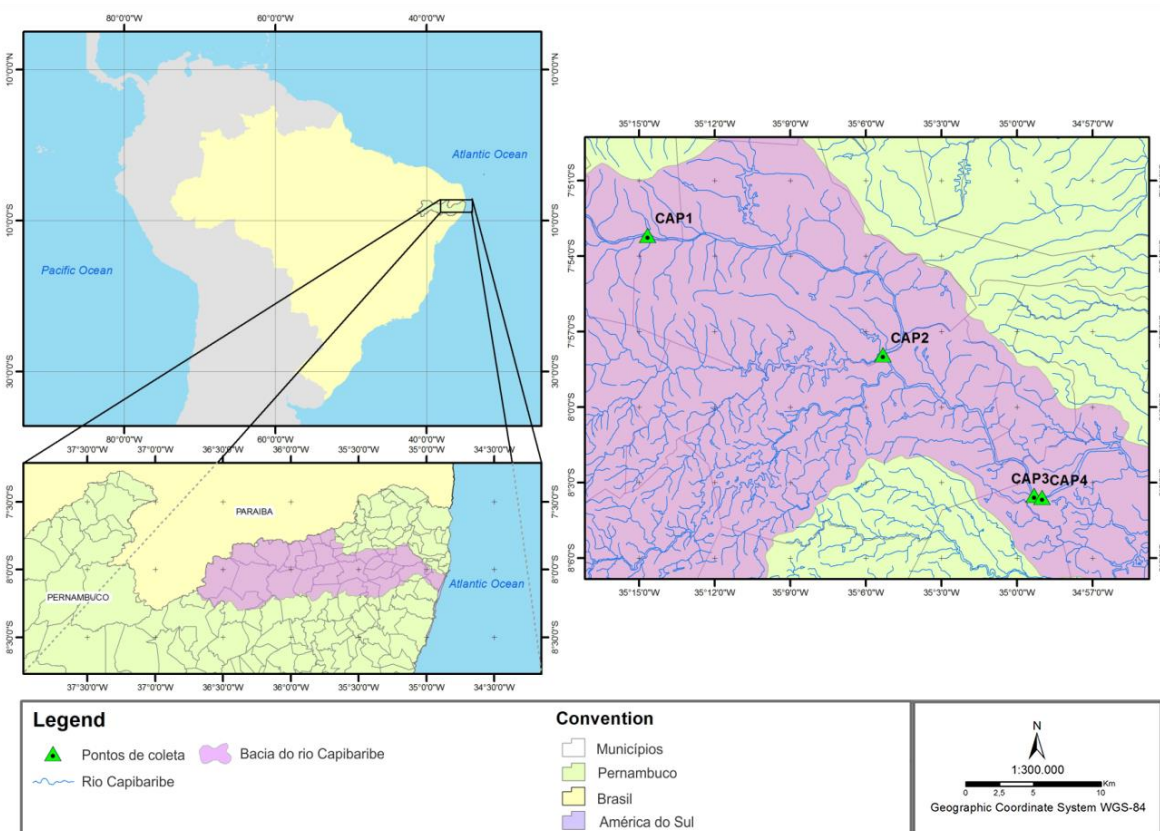 80°0'0"W 60°0'0"W 40°0'0"W
10°0'0"N 10°0'0"N
Atlantic Ocean
10°0'0"S 10°0'0"S
Pacific Ocean
30°0'0"S 30°0'0"S
80°0'0"W 60°0'0"W 40°0'0"W
37°30'0"W 37°0'0"W 36°30'0"W 36°0'0"W 35°30'0"W 35°0'0"W 34°30'0"W
7°30'0"S 7°30'0"S
PARAIBA
8°0'0"S 8°0'0"S
Atlantic Ocean
PERNAMBUCO
8°30'0"S 8°30'0"S
37°30'0"W 37°0'0"W 36°30'0"W 36°0'0"W 35°30'0"W 35°0'0"W 34°30'0"W
35°15'0"W 35°12'0"W 35°9'0"W 35°6'0"W 35°3'0"W 35°0'0"W 34°57'0"W
7°51'0"S
CAP1
7°54'0"S
7°57'0"S
CAP2
8°0'0"S
8°3'0"S
CAP3 CAP4
8°6'0"S
35°15'0"W 35°12'0"W 35°9'0"W 35°6'0"W 35°3'0"W 35°0'0"W 34°57'0"W
Legend
Pontos de coleta
Bacia do rio Capibaribe
Rio Capibaribe
Convention
Municípios
Pernambuco
Brasil
América do Sul
N
1:300.000
0 2,5 5 10 Km
Geographic Coordinate System WGS-84